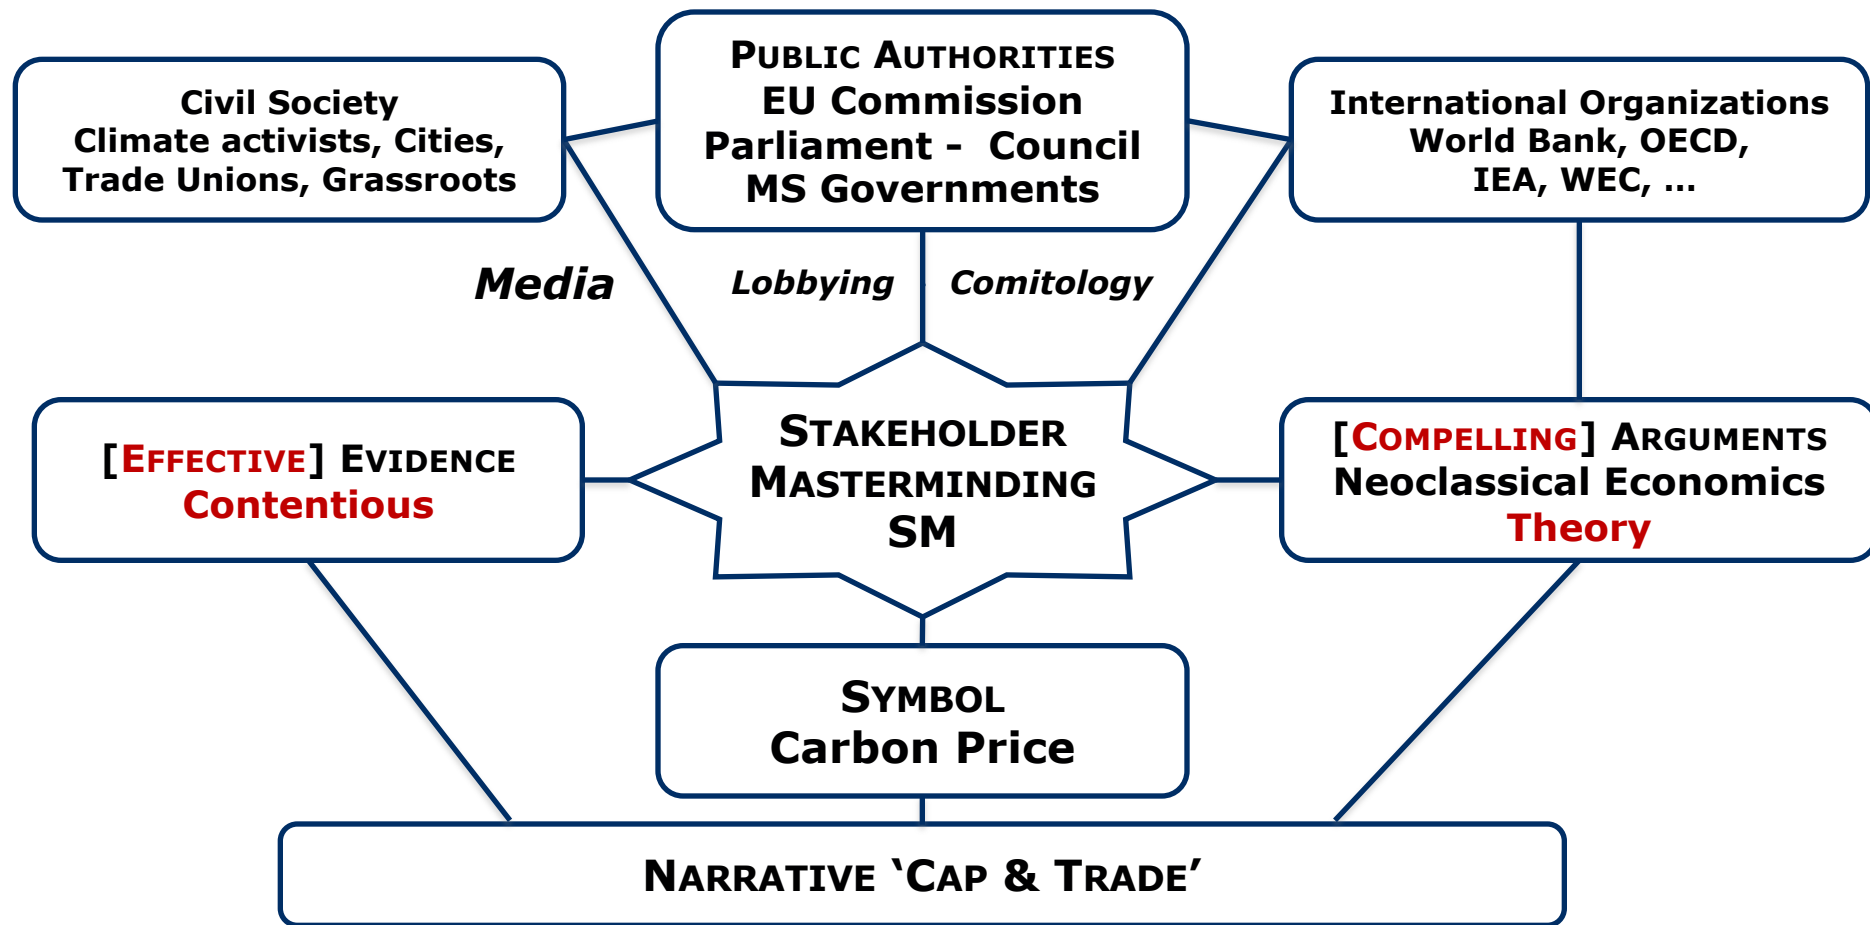 Civil Society
Climate activists, Cities,
Trade Unions, Grassroots
PUBLIC AUTHORITIES
EU Commission
Parliament - Council
MS Governments
International Organizations
World Bank, OECD,
IEA, WEC, ...
Media
Lobbying
Comitology
[EFFECTIVE] EVIDENCE
Contentious
STAKEHOLDER
MASTERMINDING
SM
[COMPELLING] ARGUMENTS
Neoclassical Economics
Theory
SYMBOL
Carbon Price
NARRATIVE ‘CAP & TRADE’